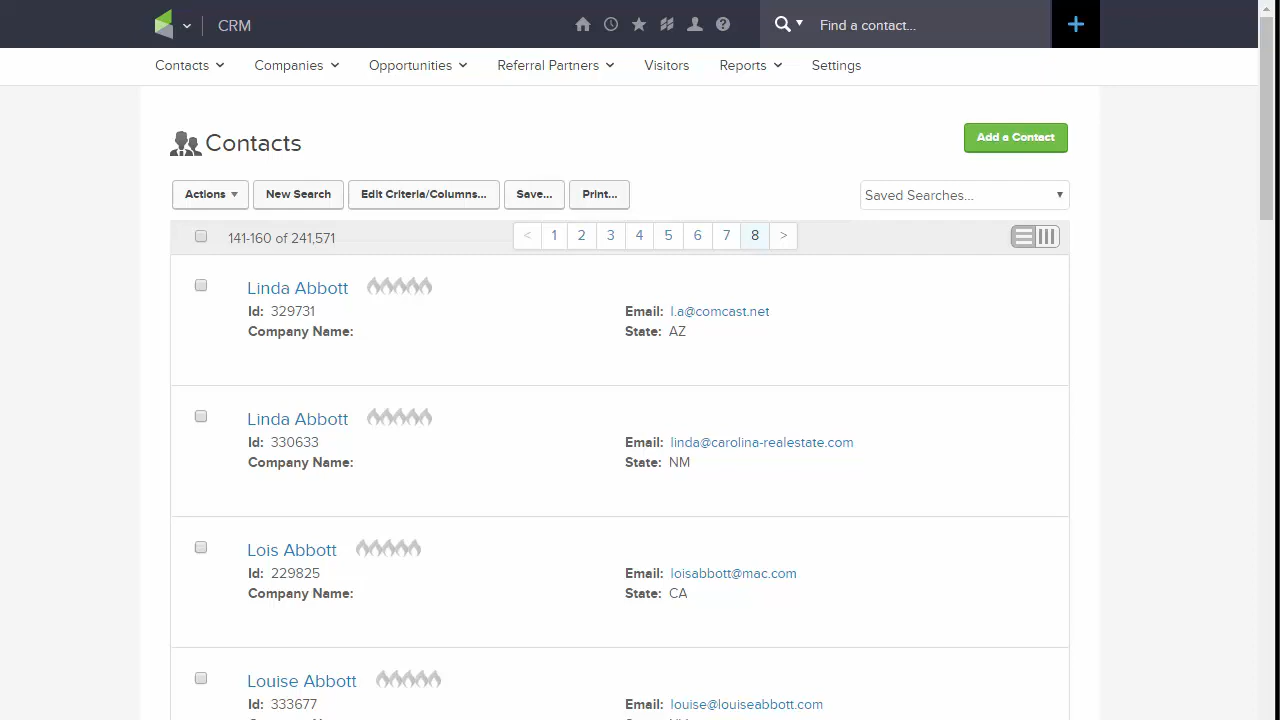 CRM
Find a contact...
Contacts Companies Opportunities Referral Partners Visitors Reports Settings
Contacts
Add a Contact
Actions New Search Edit Criteria/Columns... Save... Print... Saved Searches...
141-160 of 241,571 < 1 2 3 4 5 6 7 8 >
Linda Abbott
Id: 329731 Email: l.a@comcast.net
Company Name: State: AZ
Linda Abbott
Id: 330633 Email: linda@carolina-realestate.com
Company Name: State: NM
Lois Abbott
Id: 229825 Email: loisabbott@mac.com
Company Name: State: CA
Louise Abbott
Id: 333677 Email: louise@louiseabbott.com